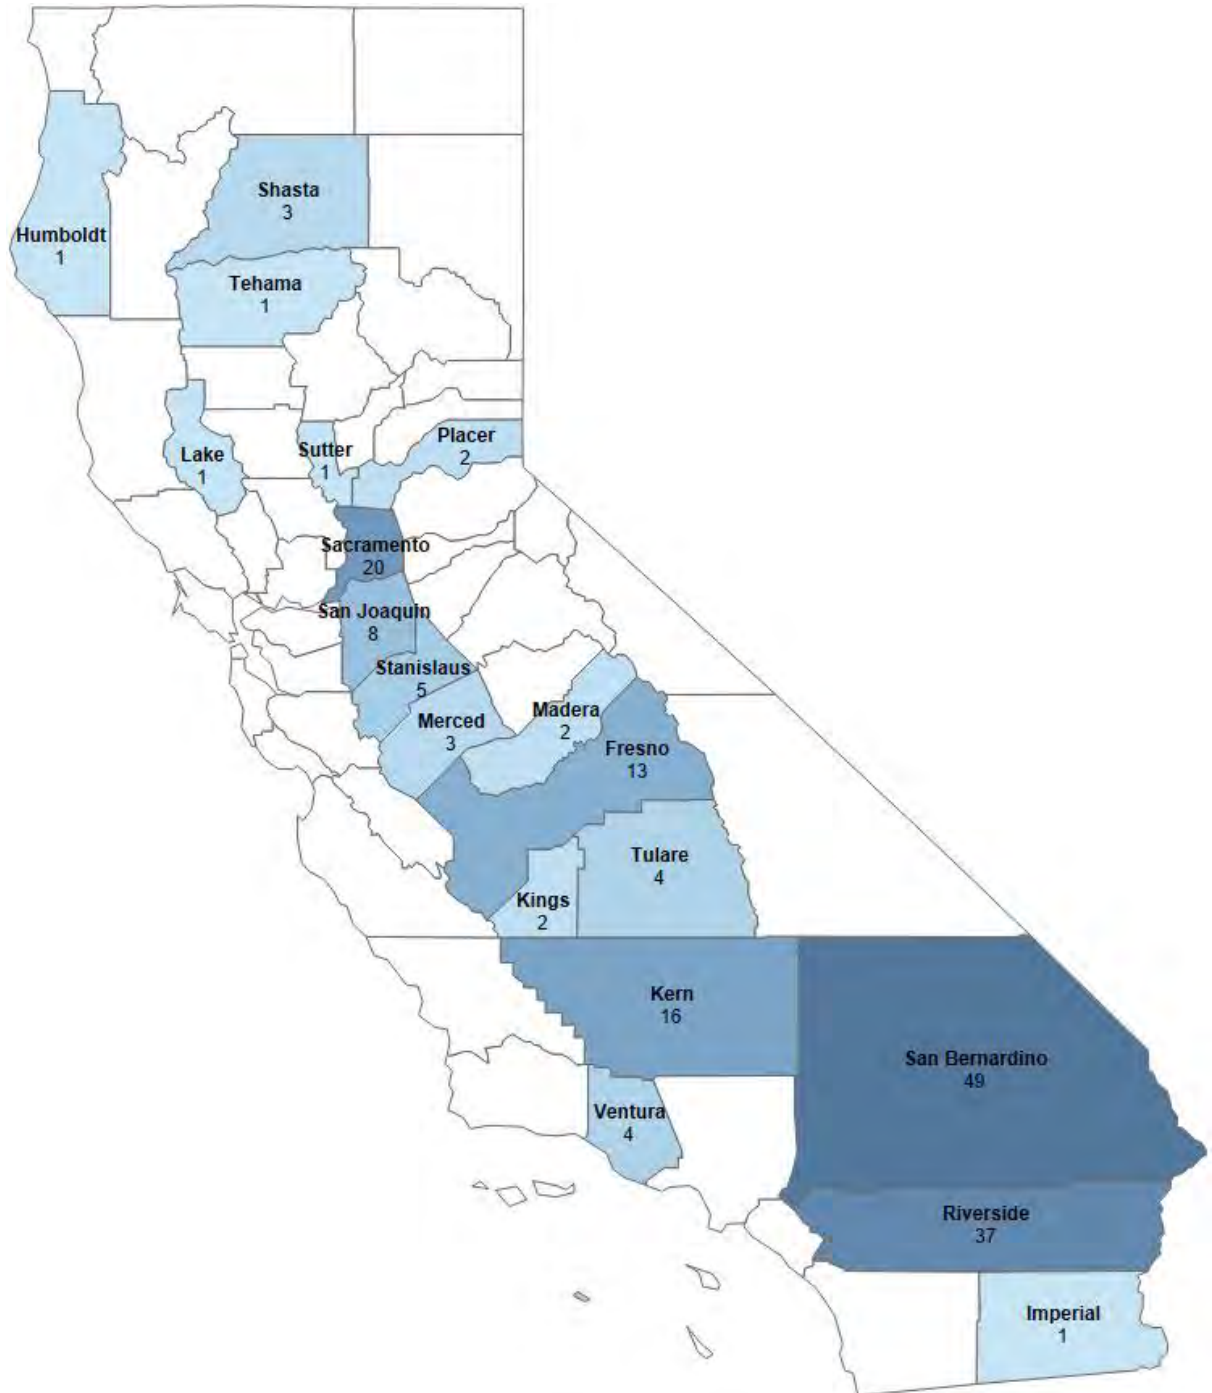 Shasta
3
Humboldt
1
Tehama
1
Placer
2
Sutter
1
Lake
1
Sacramento
20
San Joaquin
8
Stanislaus
5
Madera
2
Merced
3
Fresno
13
Tulare
4
Kings
2
Kern
16
San Bernardino
49
Ventura
4
Riverside
37
Imperial
1